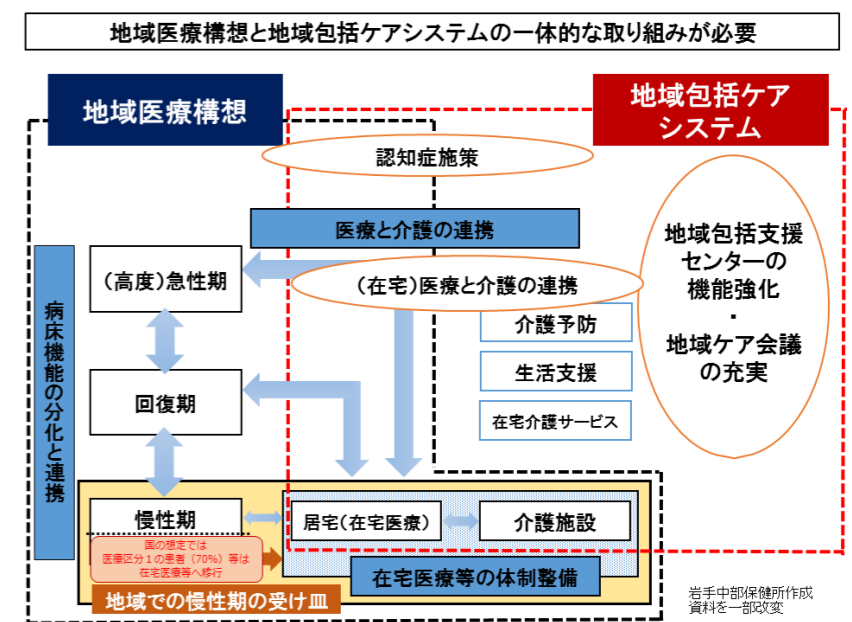 地域医療構想と地域包括ケアシステムの一体的な取り組みが必要
地域医療構想
地域包括ケア
システム
認知症施策
医療と介護の連携
(在宅)医療と介護の連携
地域包括支援
センターの
機能強化
・
地域ケア会議
の充実
病床機能の分化と連携
(高度)急性期
介護予防
生活支援
回復期
在宅介護サービス
慢性期
居宅(在宅医療)
介護施設
国の想定では
医療区分1の患者(70%)等は
在宅医療等へ移行
在宅医療等の体制整備
地域での慢性期の受け皿
岩手中部保健所作成
資料を一部改変